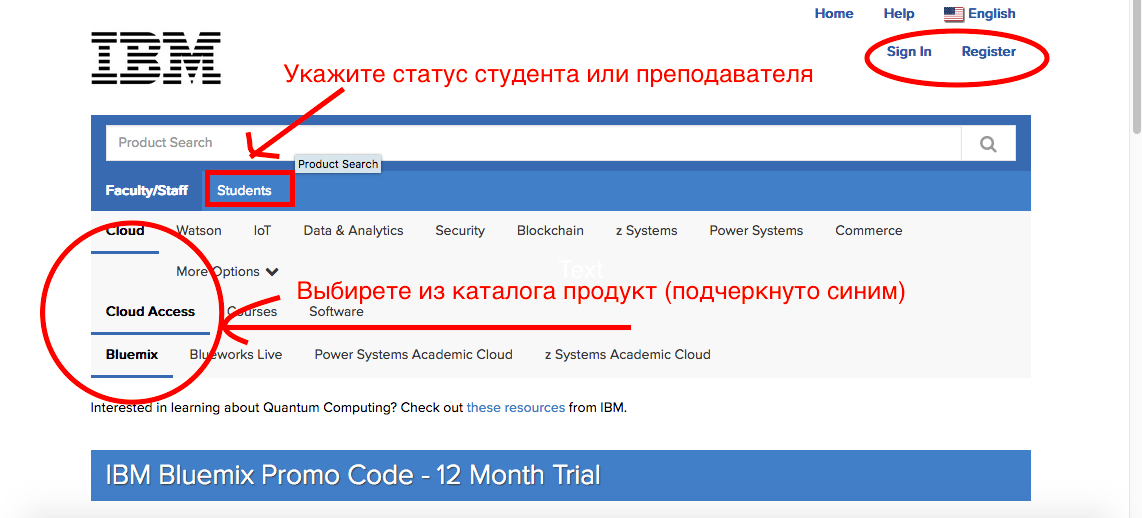 Home Help English
IBM
Sign In Register
Укажите статус студента или преподавателя
Product Search
Product Search
Faculty/Staff Students
Cloud Watson IoT Data & Analytics Security Blockchain z Systems Power Systems Commerce
More Options
Text
Выбирете из каталога продукт (подчеркнуто синим)
Cloud Access Courses Software
Bluemix Blueworks Live Power Systems Academic Cloud z Systems Academic Cloud
Interested in learning about Quantum Computing? Check out these resources from IBM.
IBM Bluemix Promo Code - 12 Month Trial